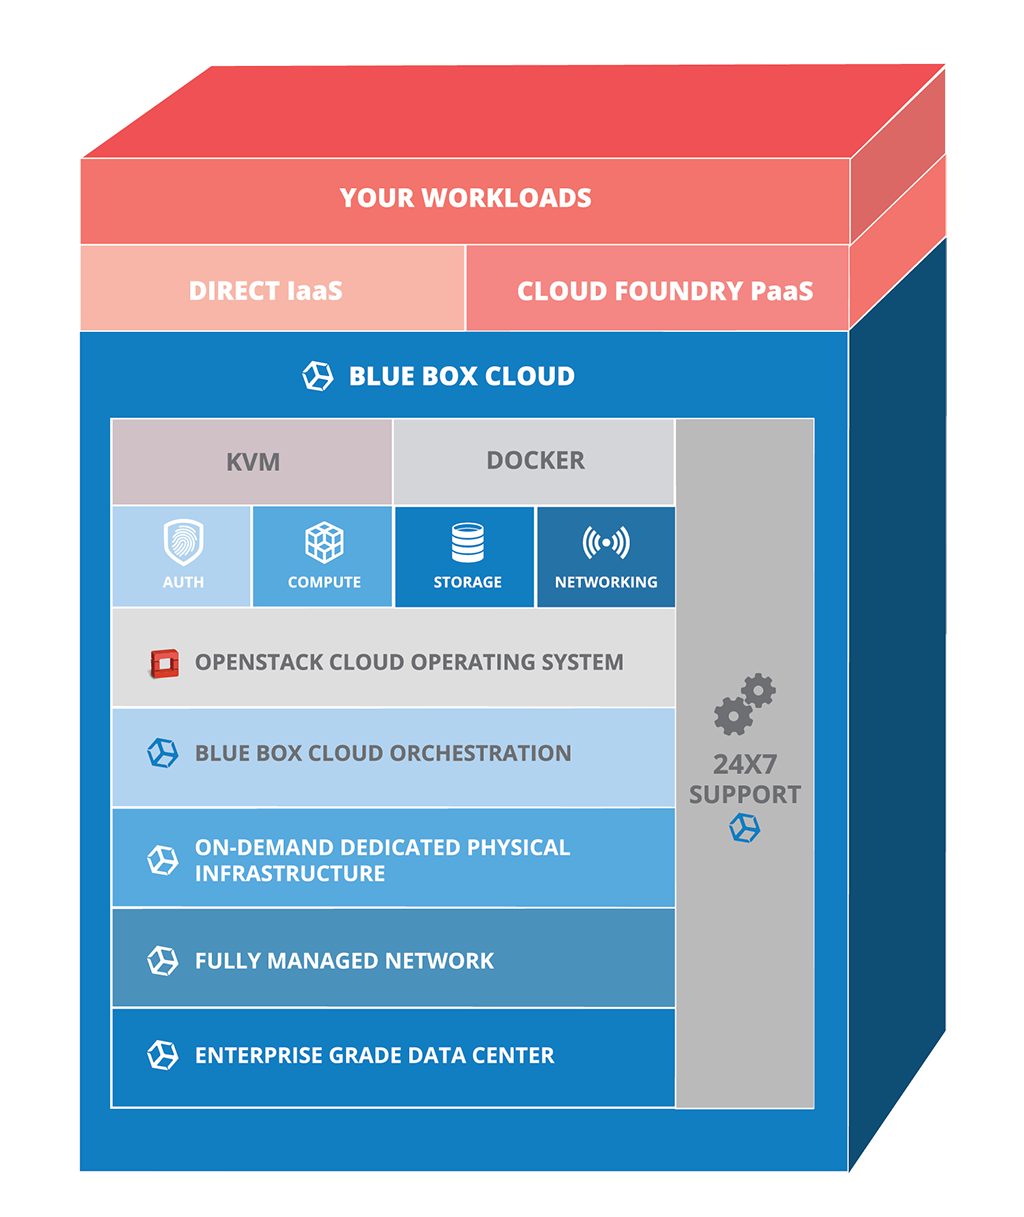 YOUR WORKLOADS
DIRECT IaaS
CLOUD FOUNDRY PaaS
BLUE BOX CLOUD
KVM
DOCKER
AUTH
COMPUTE
STORAGE
NETWORKING
OPENSTACK CLOUD OPERATING SYSTEM
BLUE BOX CLOUD ORCHESTRATION
ON-DEMAND DEDICATED PHYSICAL
INFRASTRUCTURE
FULLY MANAGED NETWORK
ENTERPRISE GRADE DATA CENTER
24X7
SUPPORT